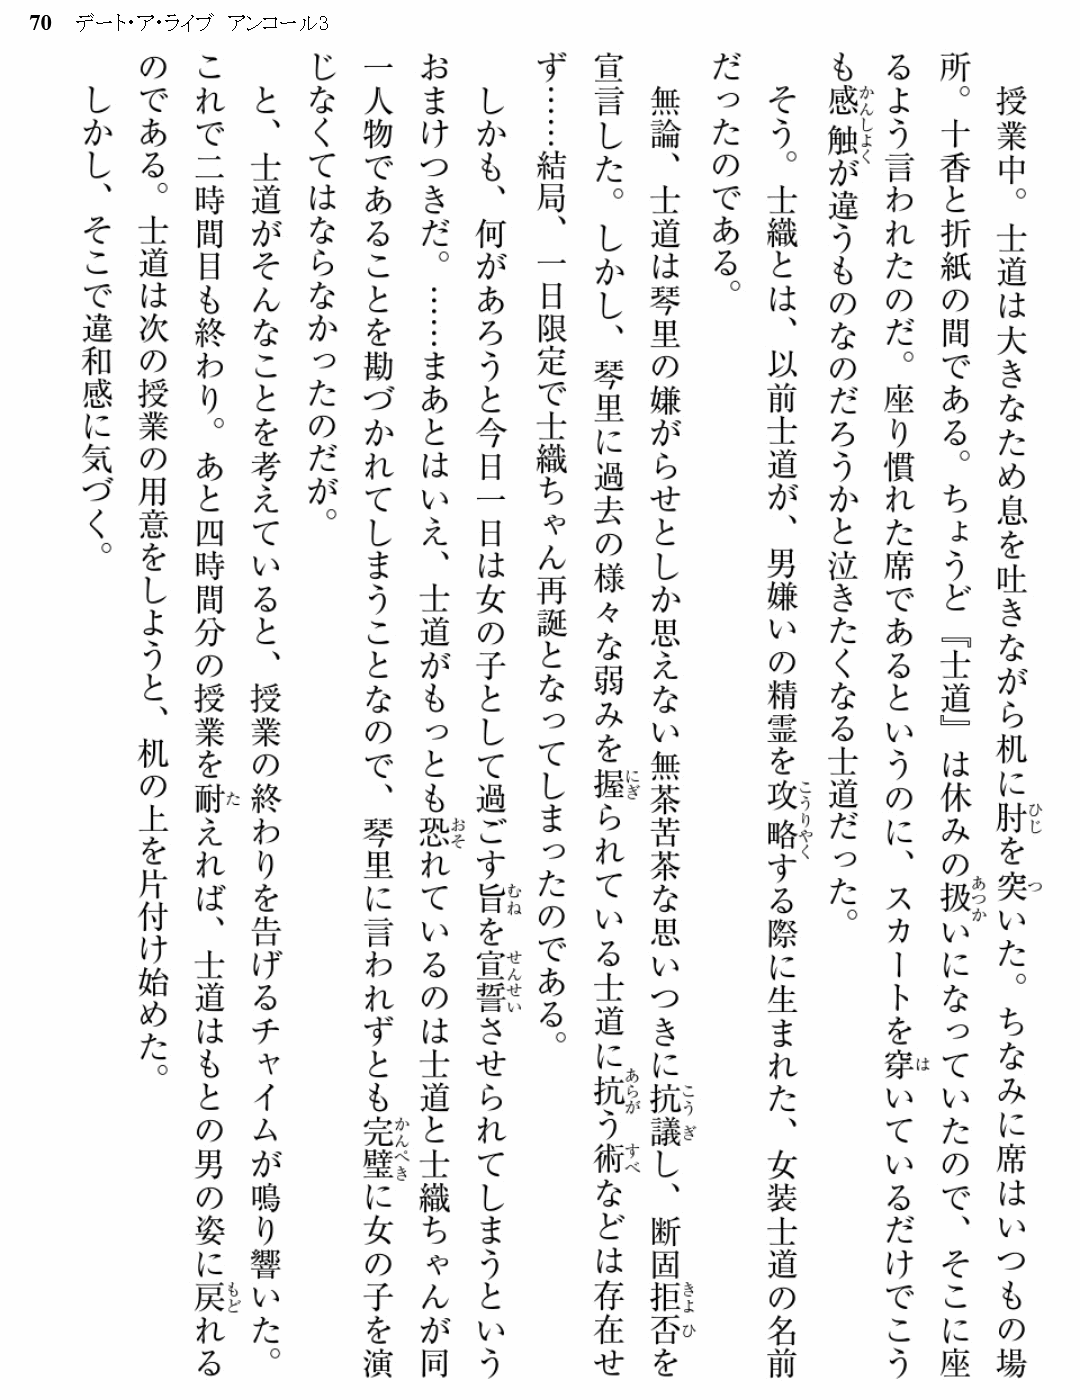 70 デート・ア・ライブ アンコール3
授業中。士道は大きなため息を吐きながら机に肘を突いた。ちなみに席はいつもの場
所。十香と折紙の間である。ちょうど『士道』は休みの扱いになっていたので、そこに座
るよう言われたのだ。座り慣れた席であるというのに、スカートを穿いているだけでこう
も感触が違うものなのだろうかと泣きたくなる士道だった。
そう。士織とは、以前士道が、男嫌いの精霊を攻略する際に生まれた、女装士道の名前
だったのである。
無論、士道は琴里の嫌がらせとしか思えない無茶苦茶な思いつきに抗議し、断固拒否を
宣言した。しかし、琴里に過去の様々な弱みを握られている士道に抗う術などは存在せ
ず……結局、一日限定で士織ちゃん再誕となってしまったのである。
しかも、何があろうと今日一日は女の子として過ごす旨を宣誓させられてしまうという
おまけつきだ。……まあとはいえ、士道がもっとも恐れているのは士道と士織ちゃんが同
一人物であることを勘づかれてしまうことなので、琴里に言われずとも完璧に女の子を演
じなくてはならなかったのだが。
と、士道がそんなことを考えていると、授業の終わりを告げるチャイムが鳴り響いた。
これで二時間目も終わり。あと四時間分の授業を耐えれば、士道はもとの男の姿に戻れる
のである。士道は次の授業の用意をしようと、机の上を片付け始めた。
しかし、そこで違和感に気づく。